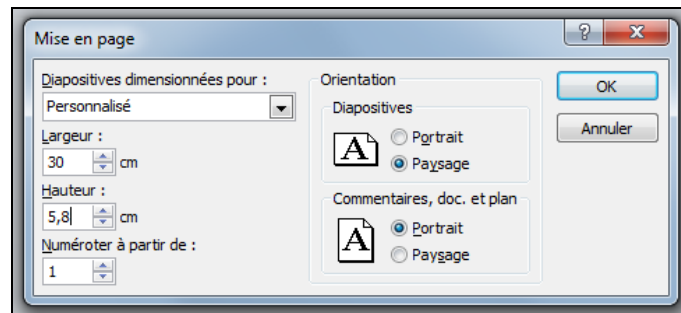 Mise en page
Diapositives dimensionnées pour :
Personnalisé
Largeur :
30 cm
Hauteur :
5,8 cm
Numéroter à partir de :
1
Orientation
Diapositives
A
Portrait
Paysage
Commentaires, doc. et plan
A
Portrait
Paysage
OK
Annuler